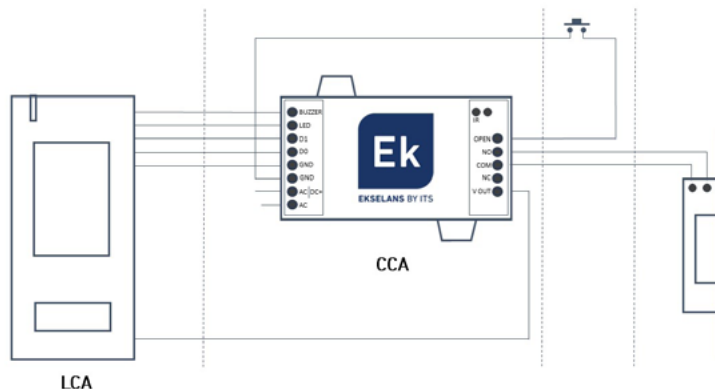 BUZZER
LED
D1
D0
GND
GND
AC|DC+
AC
Ek
EKSELANS BY ITS
IR
OPEN
NO
COM
NC
V OUT
CCA
LCA